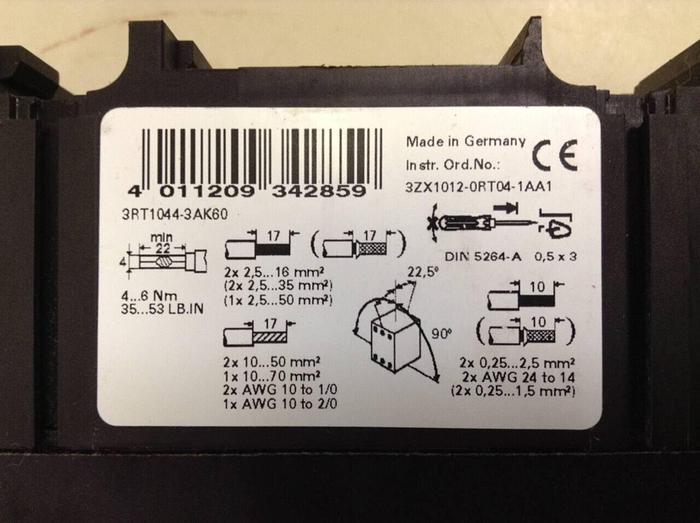 4 011209 342859
Made in Germany
Instr. Ord.No.:
CE
3ZX1012-0RT04-1AA1
3RT1044-3AK60
min
22
4
4...6 Nm
35...53 LB.IN
17
( 17 )
2x 2,5...16 mm²
(2x 2,5...35 mm²)
(1x 2,5...50 mm²)
17
2x 10...50 mm²
1x 10...70 mm²
2x AWG 10 to 1/0
1x AWG 10 to 2/0
22,5°
90°
DIN 5264-A 0,5 x 3
10
( 10 )
2x 0,25...2,5 mm²
2x AWG 24 to 14
(2x 0,25...1,5 mm²)